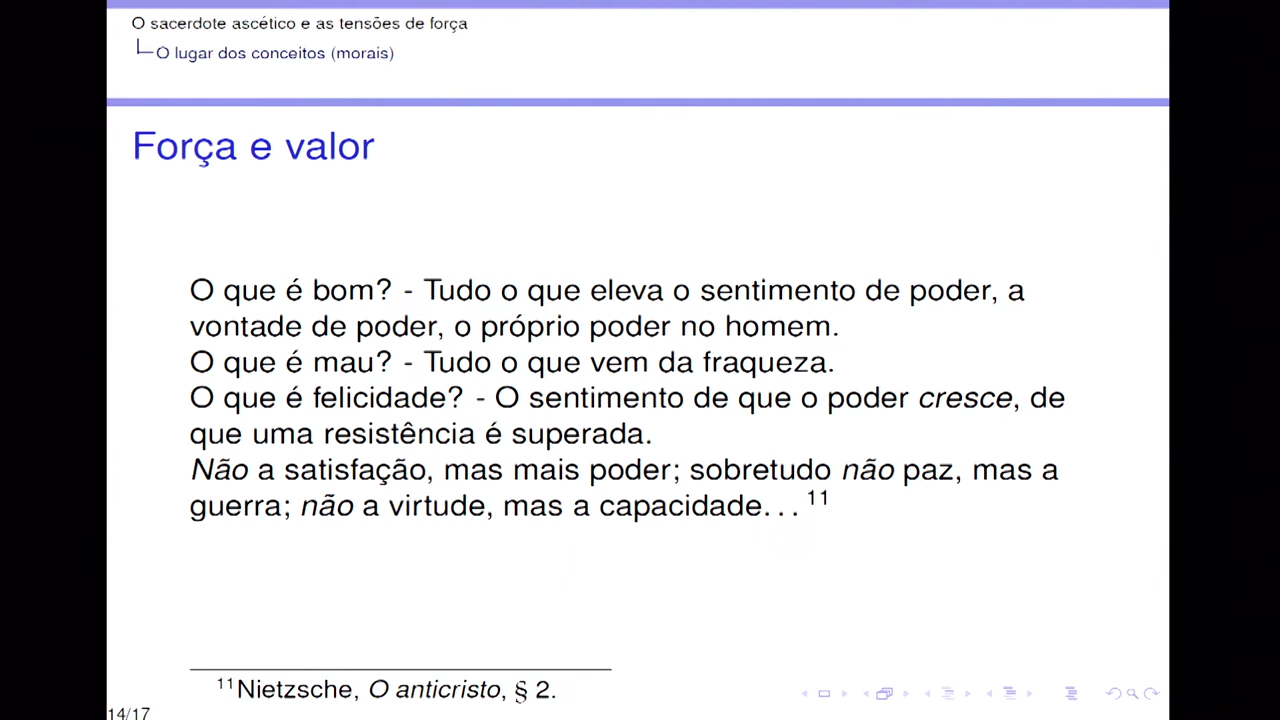 O sacerdote ascético e as tensões de força
O lugar dos conceitos (morais)
Força e valor
O que é bom? - Tudo o que eleva o sentimento de poder, a
vontade de poder, o próprio poder no homem.
O que é mau? - Tudo o que vem da fraqueza.
O que é felicidade? - O sentimento de que o poder cresce, de
que uma resistência é superada.
Não a satisfação, mas mais poder; sobretudo não paz, mas a
guerra; não a virtude, mas a capacidade. . . 11
11 Nietzsche, O anticristo, § 2.
14/17